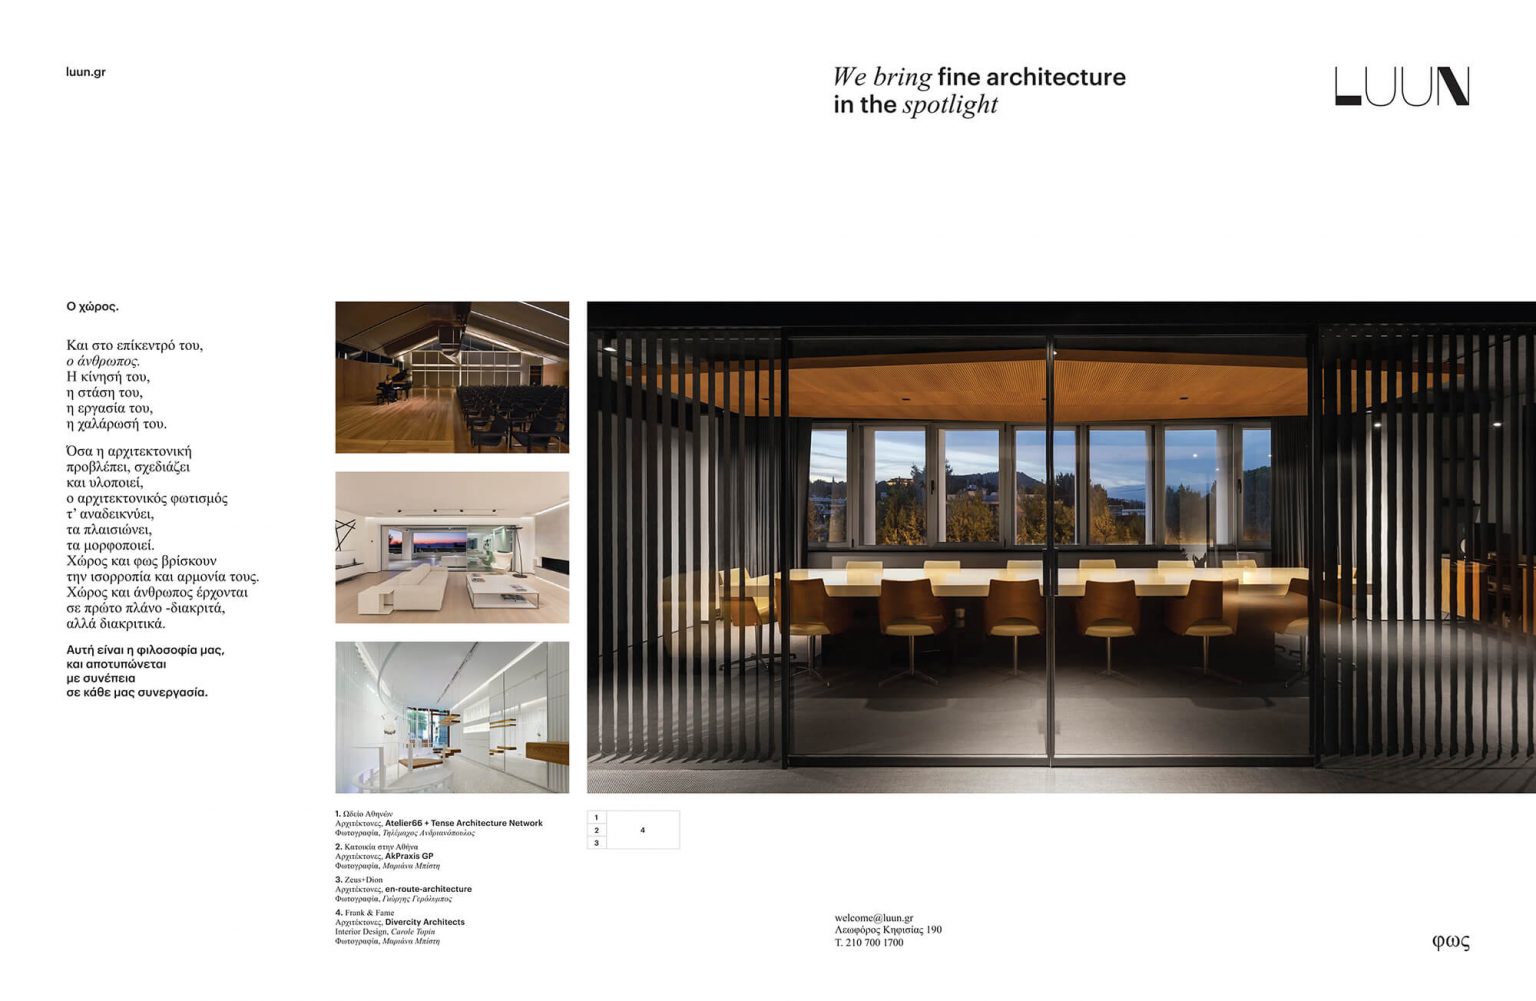 luun.gr
We bring fine architecture
in the spotlight
LUUN
Ο χώρος.
Και στο επίκεντρό του,
ο άνθρωπος.
Η κίνησή του,
η στάση του,
η εργασία του,
η χαλάρωσή του.
Όσα η αρχιτεκτονική
προβλέπει, σχεδιάζει
και υλοποιεί,
ο αρχιτεκτονικός φωτισμός
τ’ αναδεικνύει,
τα πλαισιώνει,
τα μορφοποιεί.
Χώρος και φως βρίσκουν
την ισορροπία και αρμονία τους.
Χώρος και άνθρωπος έρχονται
σε πρώτο πλάνο -διακριτά,
αλλά διακριτικά.
Αυτή είναι η φιλοσοφία μας,
και αποτυπώνεται
με συνέπεια
σε κάθε μας συνεργασία.
1. Ωδείο Αθηνών
Αρχιτέκτονες, Atelier66 + Tense Architecture Network
Φωτογραφία, Τηλέμαχος Ανδριανόπουλος
2. Κατοικία στην Αθήνα
Αρχιτέκτονες, AkPraxis GP
Φωτογραφία, Μαριάνα Μπίστη
3. Zeus+Dion
Αρχιτέκτονες, en-route-architecture
Φωτογραφία, Γιώργης Γερόλυμπος
4. Frank & Fame
Αρχιτέκτονες, Divercity Architects
Interior Design, Carole Topin
Φωτογραφία, Μαριάνα Μπίστη
1
2
3
4
welcome@luun.gr
Λεωφόρος Κηφισίας 190
Τ. 210 700 1700
φως